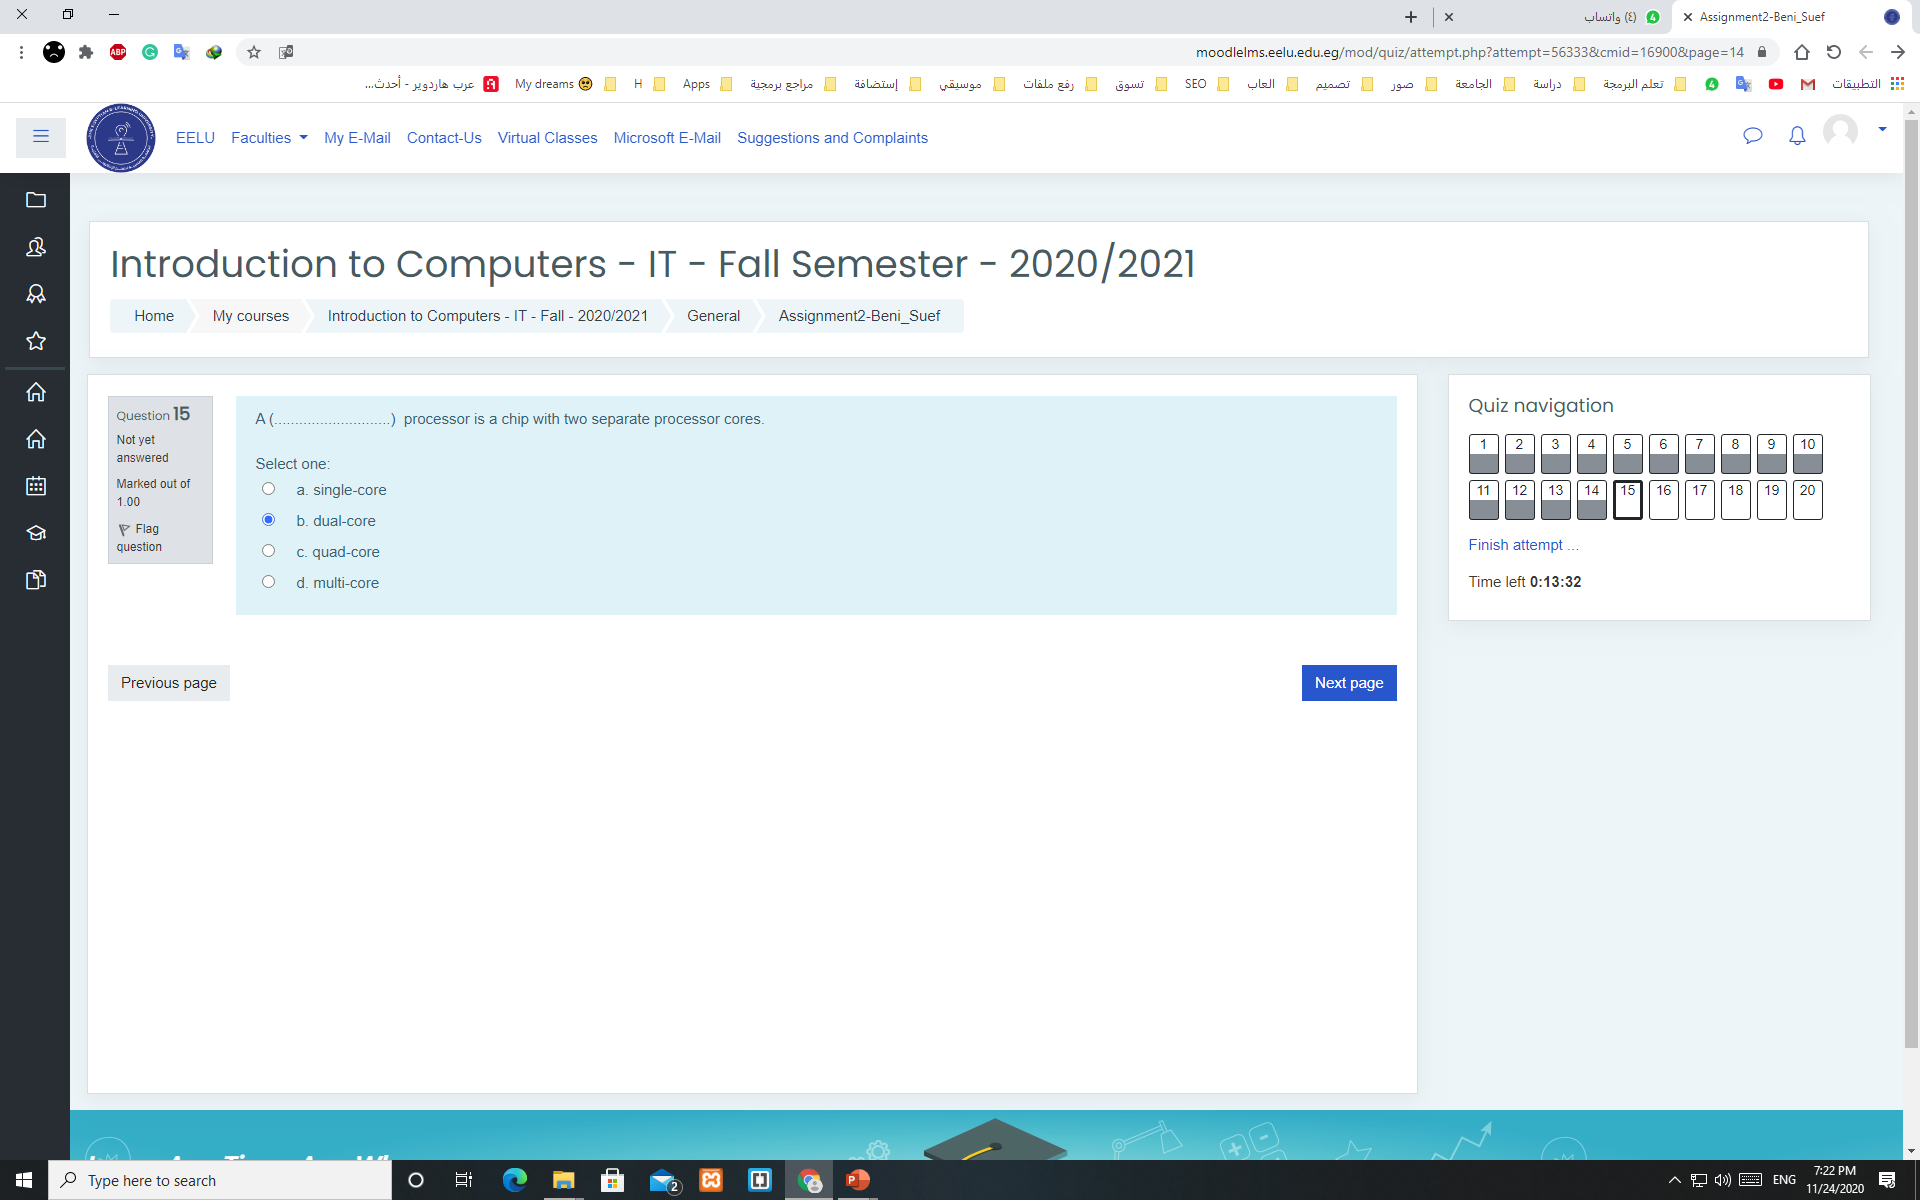 (٤) واتساب
Assignment2-Beni_Suef
ABP
moodlelms.eelu.edu.eg/mod/quiz/attempt.php?attempt=56333&cmid=16900&page=14
التطبيقات
تعلم البرمجة
دراسة
الجامعة
صور
تصميم
العاب
SEO
تسوق
رفع ملفات
موسيقي
إستضافة
مراجع برمجية
Apps
H
My dreams
عرب هاردوير - أحدث...
EELU Faculties My E-Mail Contact-Us Virtual Classes Microsoft E-Mail Suggestions and Complaints
Introduction to Computers - IT - Fall Semester - 2020/2021
Home My courses Introduction to Computers - IT - Fall - 2020/2021 General Assignment2-Beni_Suef
Question 15
Not yet answered
Marked out of 1.00
Flag question
A (............................) processor is a chip with two separate processor cores.
Select one:
a. single-core
b. dual-core
c. quad-core
d. multi-core
Previous page
Next page
Quiz navigation
1 2 3 4 5 6 7 8 9 10
11 12 13 14 15 16 17 18 19 20
Finish attempt ...
Time left 0:13:32
Type here to search
2
ENG
7:22 PM
11/24/2020